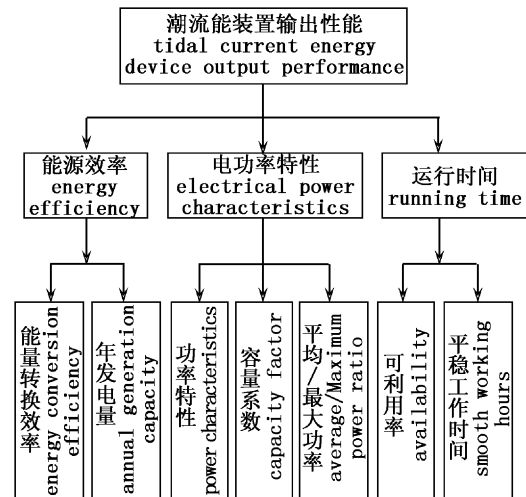 潮流能装置输出性能
tidal current energy
device output performance
能源效率
energy
efficiency
电功率特性
electrical power
characteristics
运行时间
running time
能量转换效率
energy conversion
efficiency
年发电量
annual generation
capacity
功率特性
power characteristics
容量系数
capacity factor
平均/最大功率
average/Maximum
power ratio
可利用率
availability
平稳工作时间
smooth working
hours